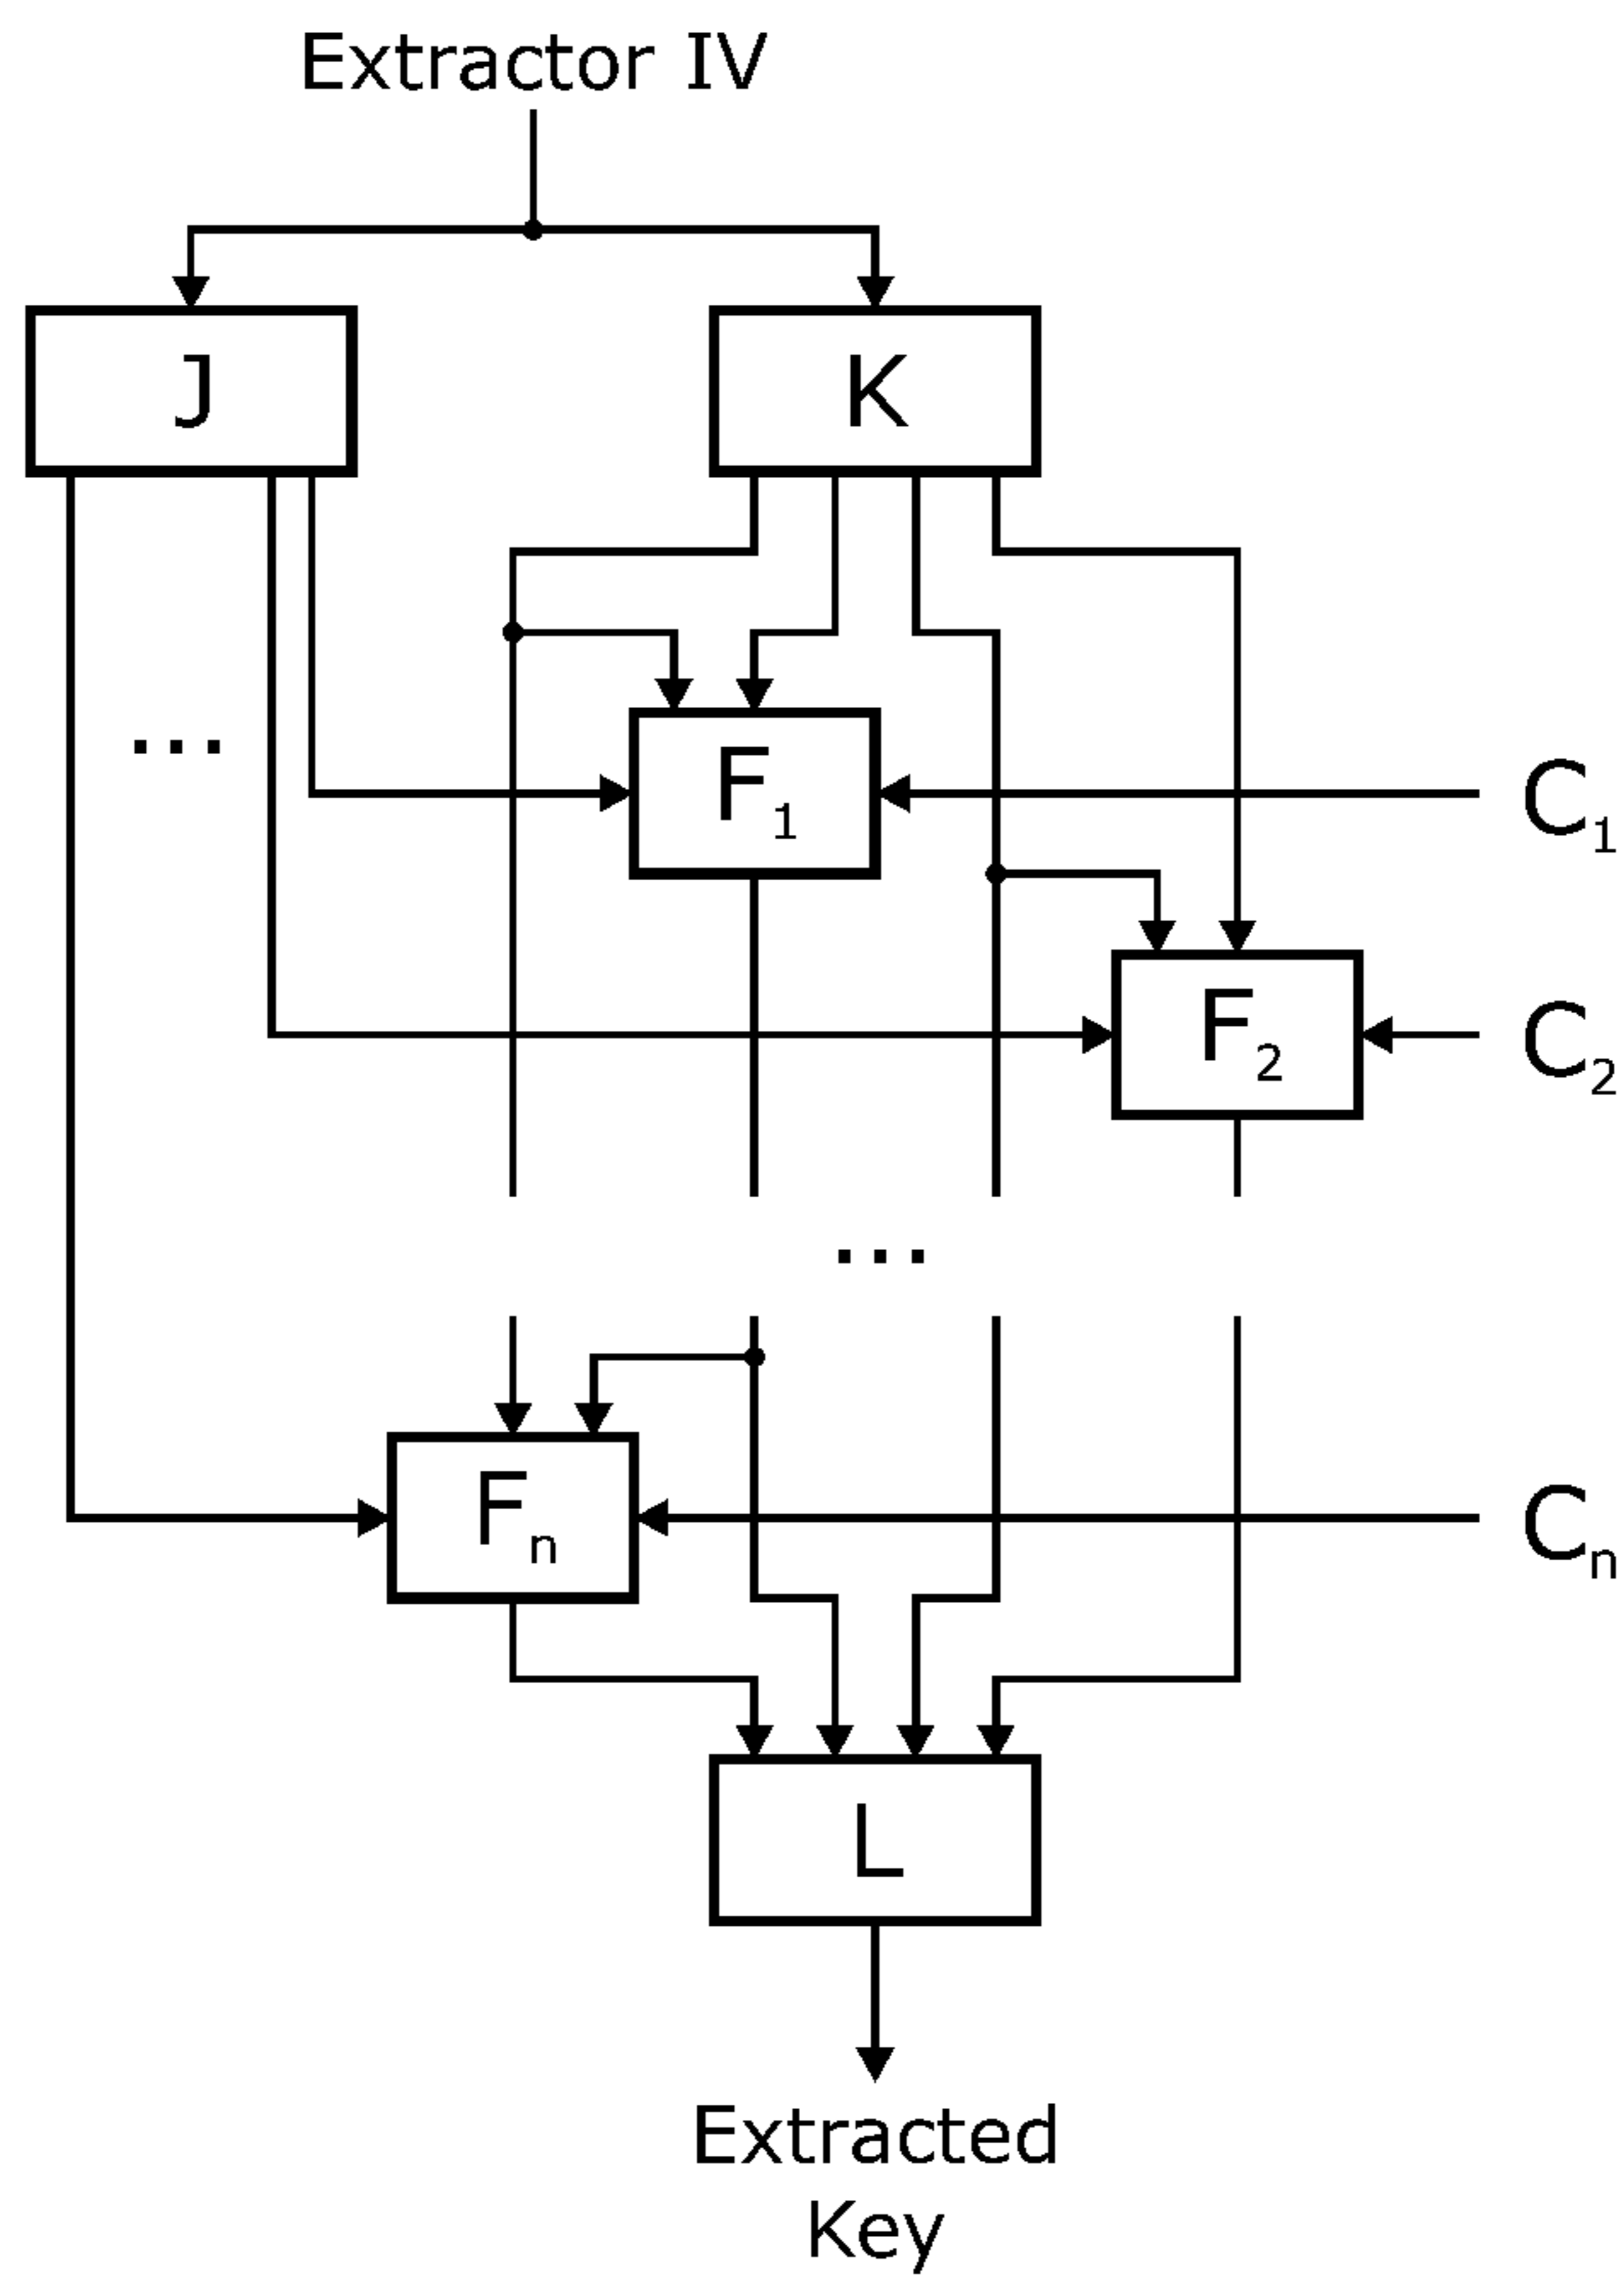 Extractor IV
J
K
...
F1
C1
F2
C2
...
Fn
Cn
L
Extracted
Key